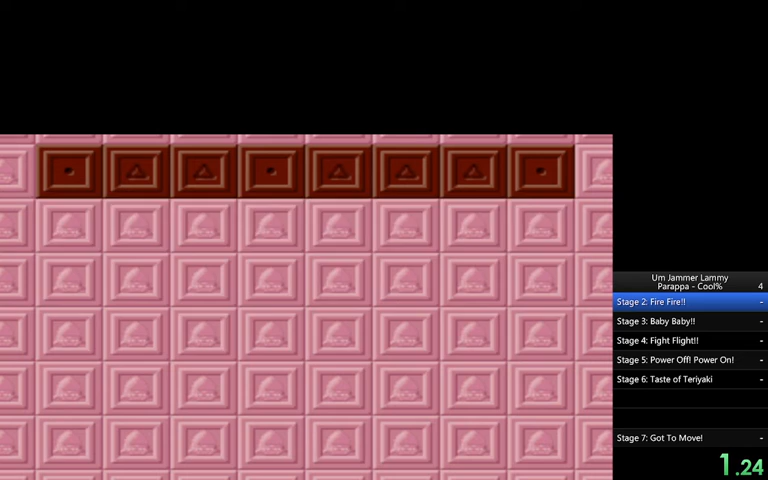 Um Jammer Lammy
Parappa - Cool% 4
Stage 2: Fire Fire!! -
Stage 3: Baby Baby!! -
Stage 4: Fight Flight!! -
Stage 5: Power Off! Power On! -
Stage 6: Taste of Teriyaki -
Stage 7: Got To Move! -
1.24